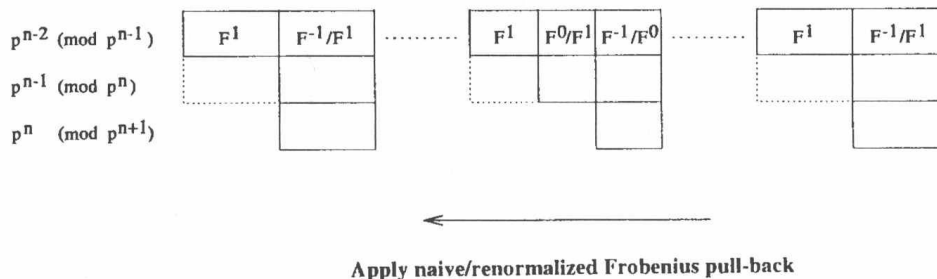 p^{n-2} (mod p^{n-1}) F^1 F^{-1}/F^1 ........ F^1 F^0/F^1 F^{-1}/F^0 ........ F^1 F^{-1}/F^1
p^{n-1} (mod p^n)
p^n (mod p^{n+1})
Apply naive/renormalized Frobenius pull-back